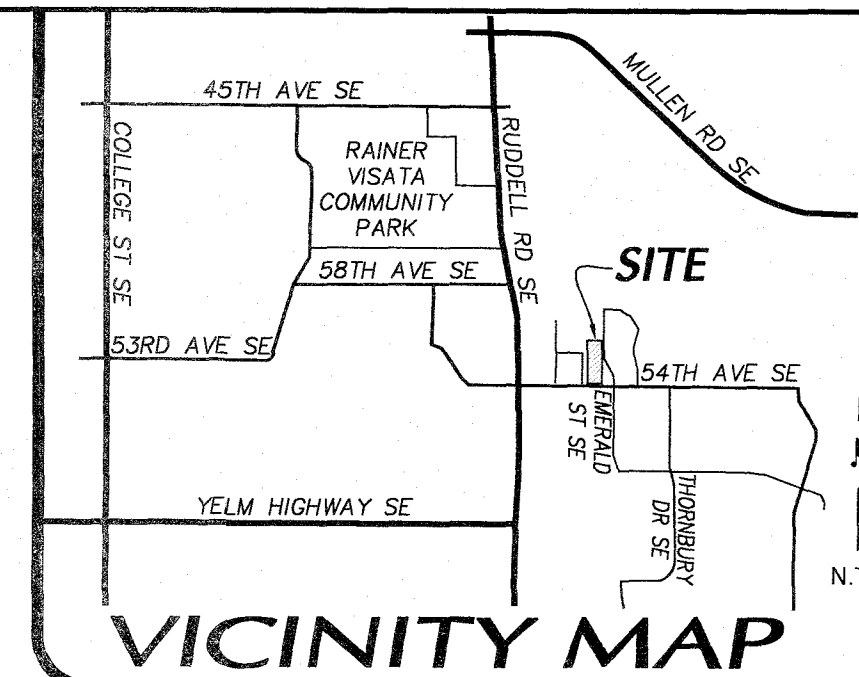 45TH AVE SE
MULLEN RD SE
COLLEGE ST SE
RUDDELL RD SE
RAINER
VISATA
COMMUNITY
PARK
58TH AVE SE
SITE
53RD AVE SE
54TH AVE SE
EMERALD
ST SE
YELM HIGHWAY SE
THORNBURY
DR SE
VICINITY MAP